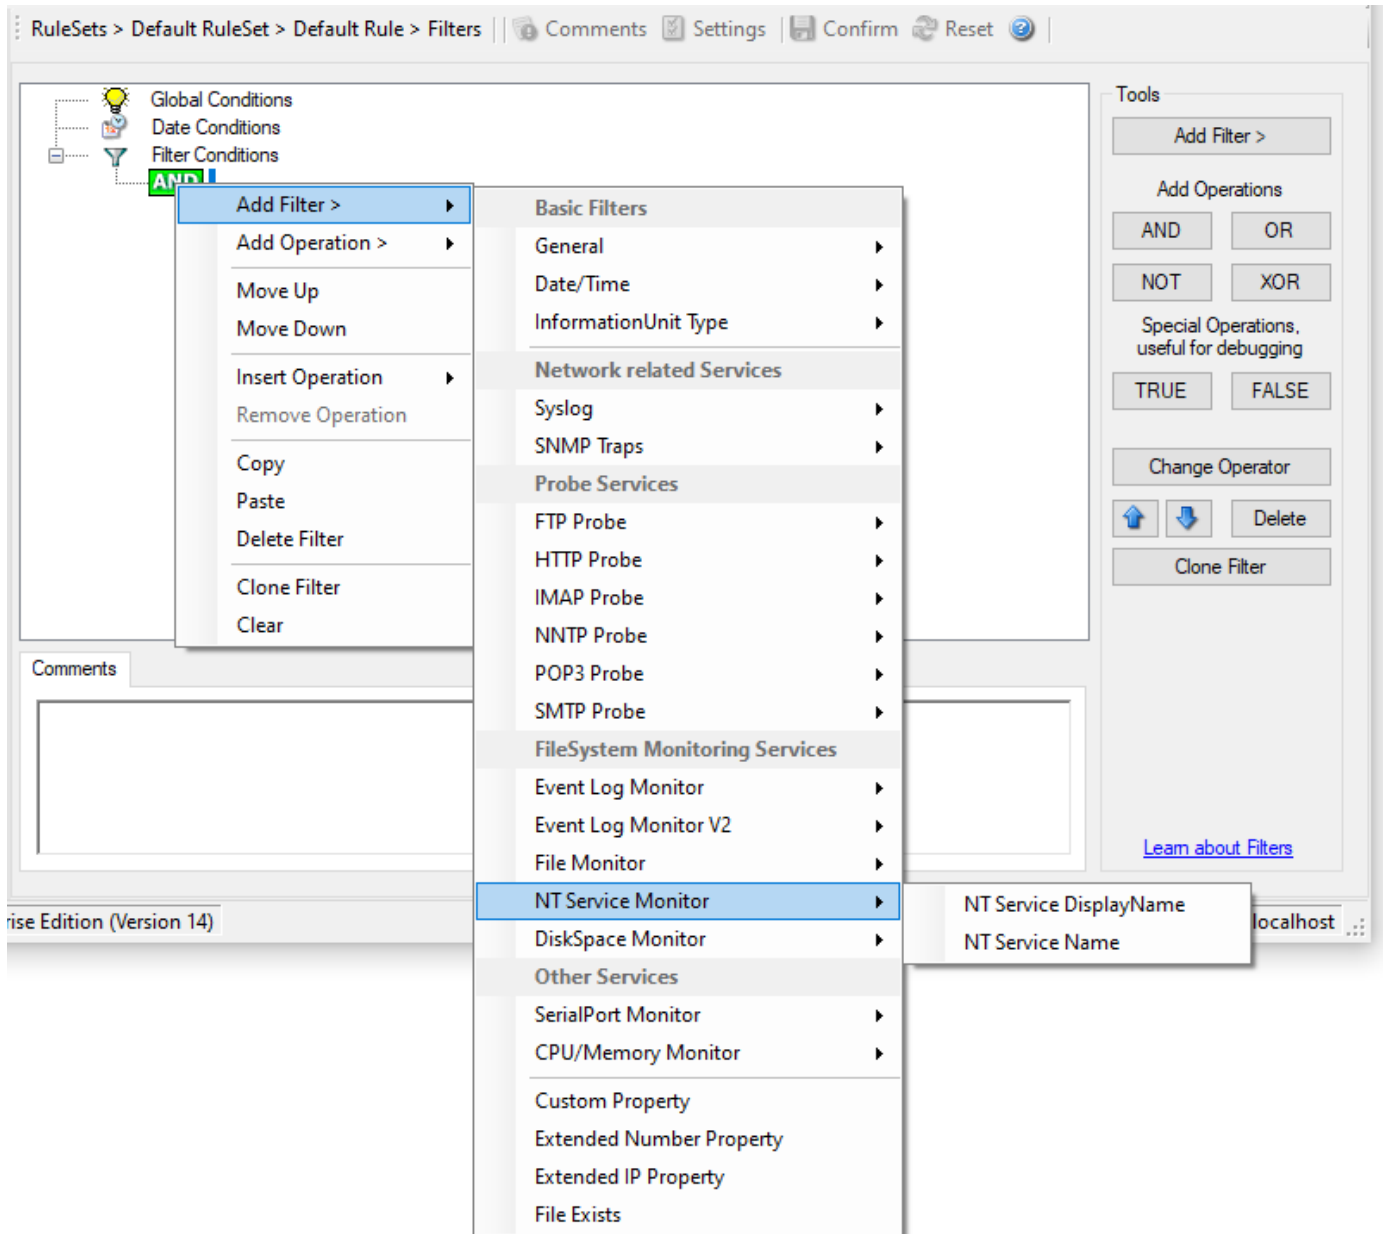 RuleSets > Default RuleSet > Default Rule > Filters Comments Settings Confirm Reset ?
Global Conditions
Date Conditions
Filter Conditions
AND
Add Filter >
Add Operation >
Move Up
Move Down
Insert Operation
Remove Operation
Copy
Paste
Delete Filter
Clone Filter
Clear
Basic Filters
General
Date/Time
InformationUnit Type
Network related Services
Syslog
SNMP Traps
Probe Services
FTP Probe
HTTP Probe
IMAP Probe
NNTP Probe
POP3 Probe
SMTP Probe
FileSystem Monitoring Services
Event Log Monitor
Event Log Monitor V2
File Monitor
NT Service Monitor
DiskSpace Monitor
Other Services
SerialPort Monitor
CPU/Memory Monitor
Custom Property
Extended Number Property
Extended IP Property
File Exists
NT Service DisplayName
NT Service Name
Tools
Add Filter >
Add Operations
AND OR
NOT XOR
Special Operations,
useful for debugging
TRUE FALSE
Change Operator
Delete
Clone Filter
Learn about Filters
Comments
rise Edition (Version 14)
localhost